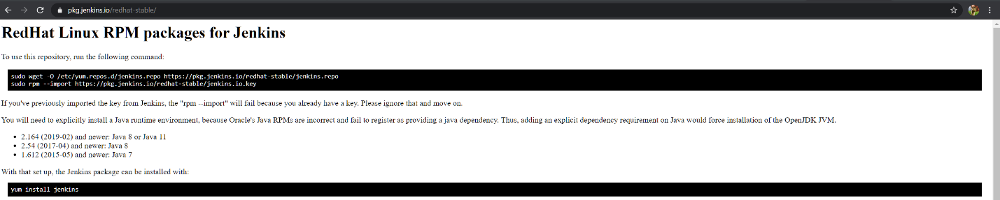 pkg.jenkins.io/redhat-stable/
RedHat Linux RPM packages for Jenkins
To use this repository, run the following command:
sudo wget -O /etc/yum.repos.d/jenkins.repo https://pkg.jenkins.io/redhat-stable/jenkins.repo
sudo rpm --import https://pkg.jenkins.io/redhat-stable/jenkins.io.key
If you've previously imported the key from Jenkins, the "rpm --import" will fail because you already have a key. Please ignore that and move on.
You will need to explicitly install a Java runtime environment, because Oracle's Java RPMs are incorrect and fail to register as providing a java dependency. Thus, adding an explicit dependency requirement on Java would force installation of the OpenJDK JVM.
• 2.164 (2019-02) and newer: Java 8 or Java 11
• 2.54 (2017-04) and newer: Java 8
• 1.612 (2015-05) and newer: Java 7
With that set up, the Jenkins package can be installed with:
yum install jenkins